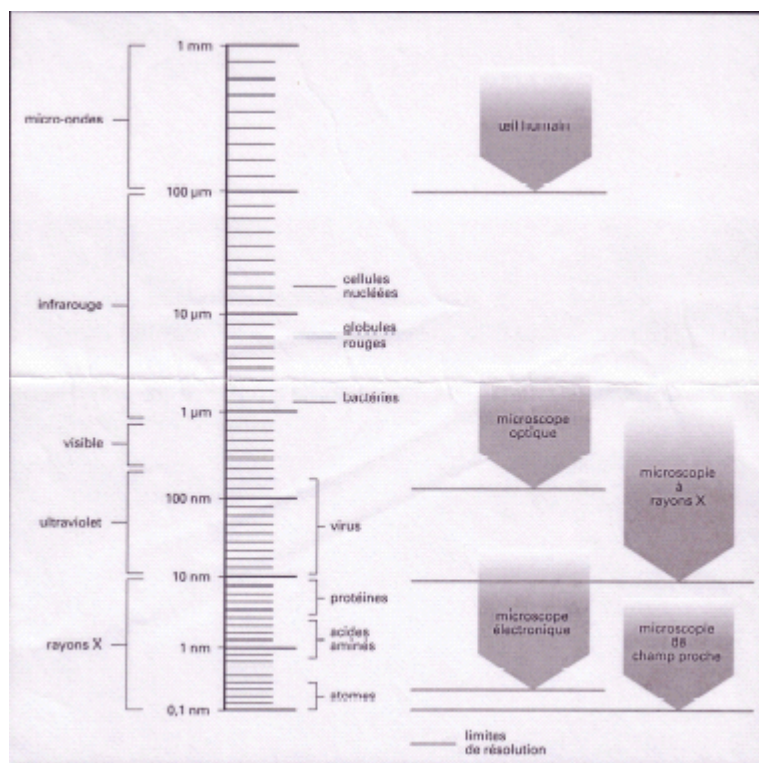 1 mm
micro-ondes
œil humain
100 µm
cellules
nucléées
infrarouge
10 µm
globules
rouges
bactéries
1 µm
microscope
optique
visible
microscopie
à
rayons X
100 nm
ultraviolet
virus
10 nm
protéines
microscope
électronique
rayons X
acides
aminés
1 nm
microscopie
de
champ proche
atomes
0,1 nm
limites
de résolution